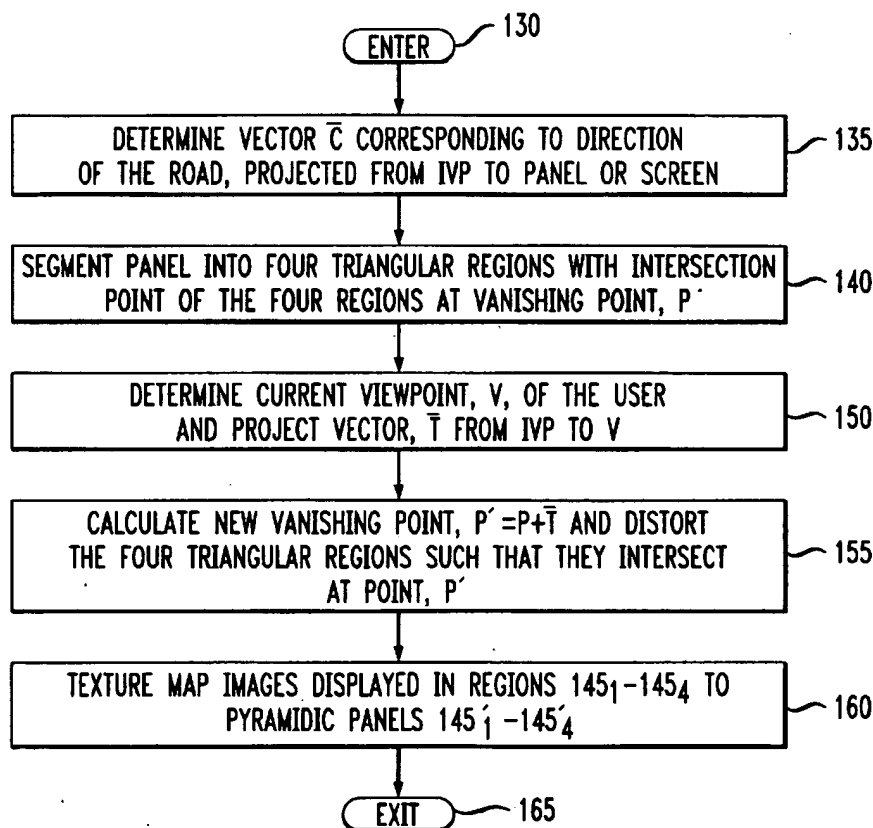 ENTER
130
DETERMINE VECTOR C̄ CORRESPONDING TO DIRECTION
OF THE ROAD, PROJECTED FROM IVP TO PANEL OR SCREEN
135
SEGMENT PANEL INTO FOUR TRIANGULAR REGIONS WITH INTERSECTION
POINT OF THE FOUR REGIONS AT VANISHING POINT, P
140
DETERMINE CURRENT VIEWPOINT, V, OF THE USER
AND PROJECT VECTOR, T̄ FROM IVP TO V
150
CALCULATE NEW VANISHING POINT, P´=P+T̄ AND DISTORT
THE FOUR TRIANGULAR REGIONS SUCH THAT THEY INTERSECT
AT POINT, P´
155
TEXTURE MAP IMAGES DISPLAYED IN REGIONS 145₁-145₄ TO
PYRAMIDIC PANELS 145´₁-145´₄
160
EXIT
165